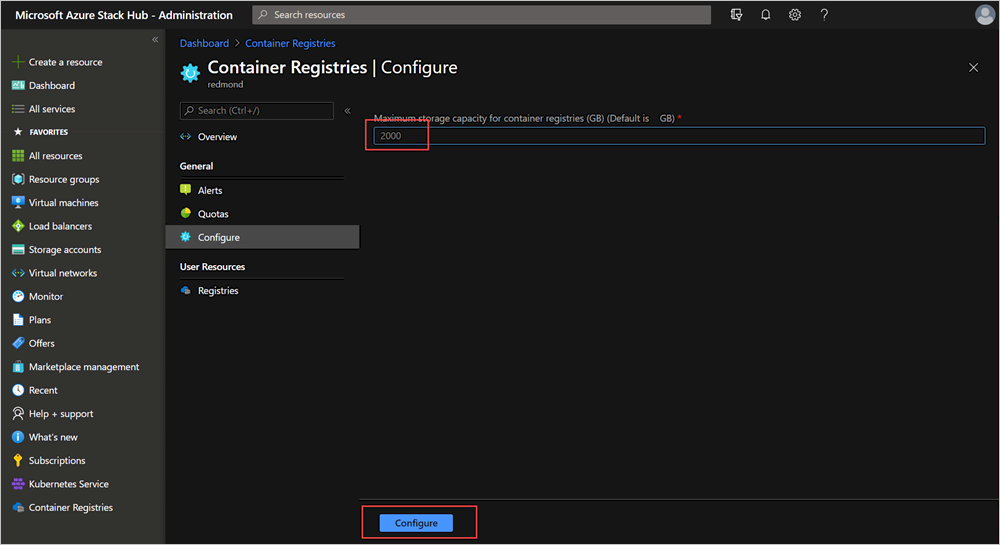 Microsoft Azure Stack Hub - Administration
Search resources
Create a resource
Dashboard
All services
FAVORITES
All resources
Resource groups
Virtual machines
Load balancers
Storage accounts
Virtual networks
Monitor
Plans
Offers
Marketplace management
Recent
Help + support
What's new
Subscriptions
Kubernetes Service
Container Registries
Dashboard > Container Registries
Container Registries | Configure
redmond
Search (Ctrl+/)
Overview
General
Alerts
Quotas
Configure
User Resources
Registries
Maximum storage capacity for container registries (GB) (Default is GB) *
2000
Configure